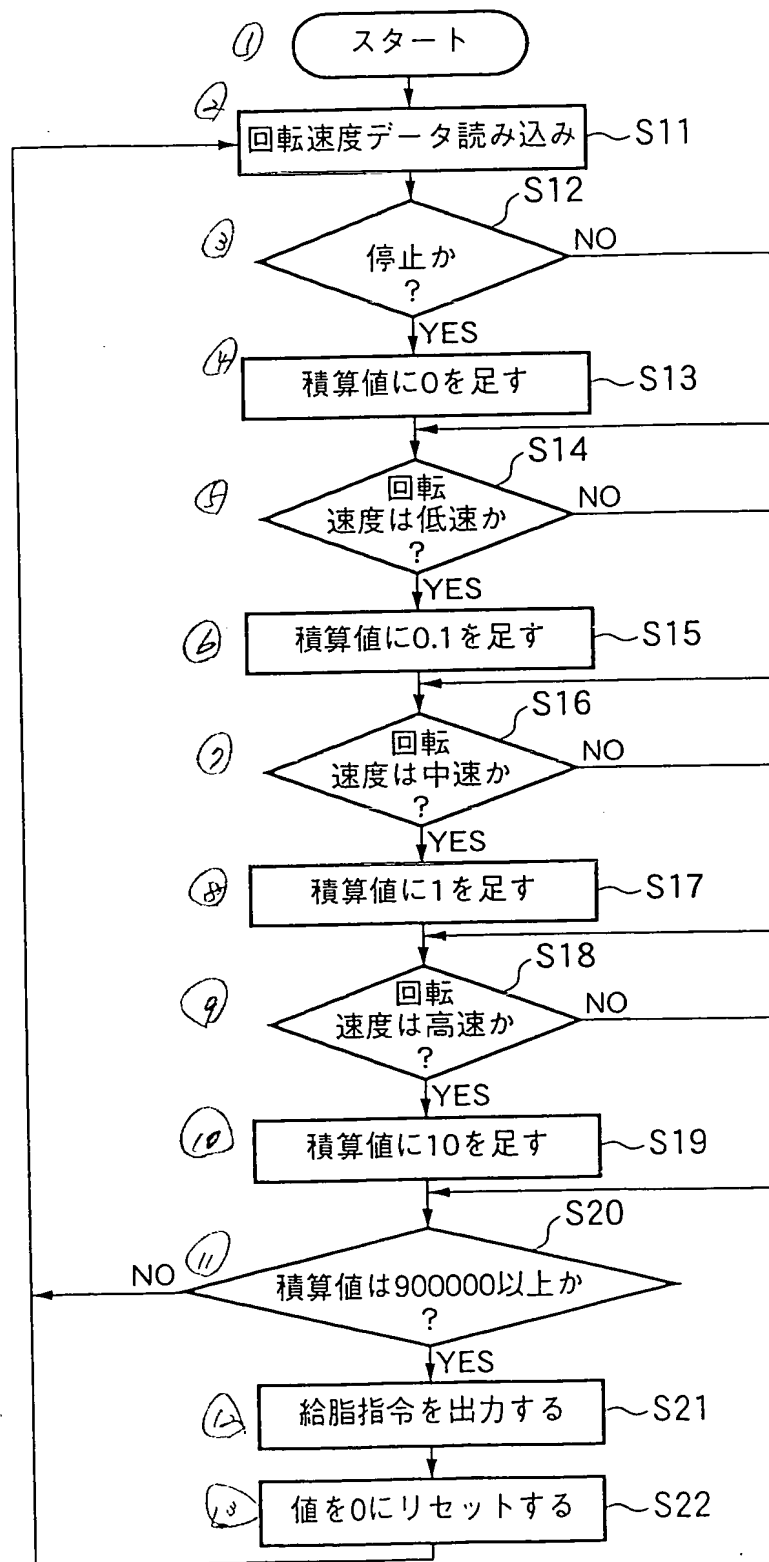 ① スタート
② 回転速度データ読み込み S11
S12
③ 停止か NO
?
YES
④ 積算値に0を足す S13
S14
回転
⑤ 速度は低速か NO
?
YES
⑥ 積算値に0.1を足す S15
S16
回転
⑦ 速度は中速か NO
?
YES
⑧ 積算値に1を足す S17
S18
回転
⑨ 速度は高速か NO
?
YES
⑩ 積算値に10を足す S19
S20
⑪
NO 積算値は900000以上か
?
YES
⑫ 給脂指令を出力する S21
⑬ 値を0にリセットする S22